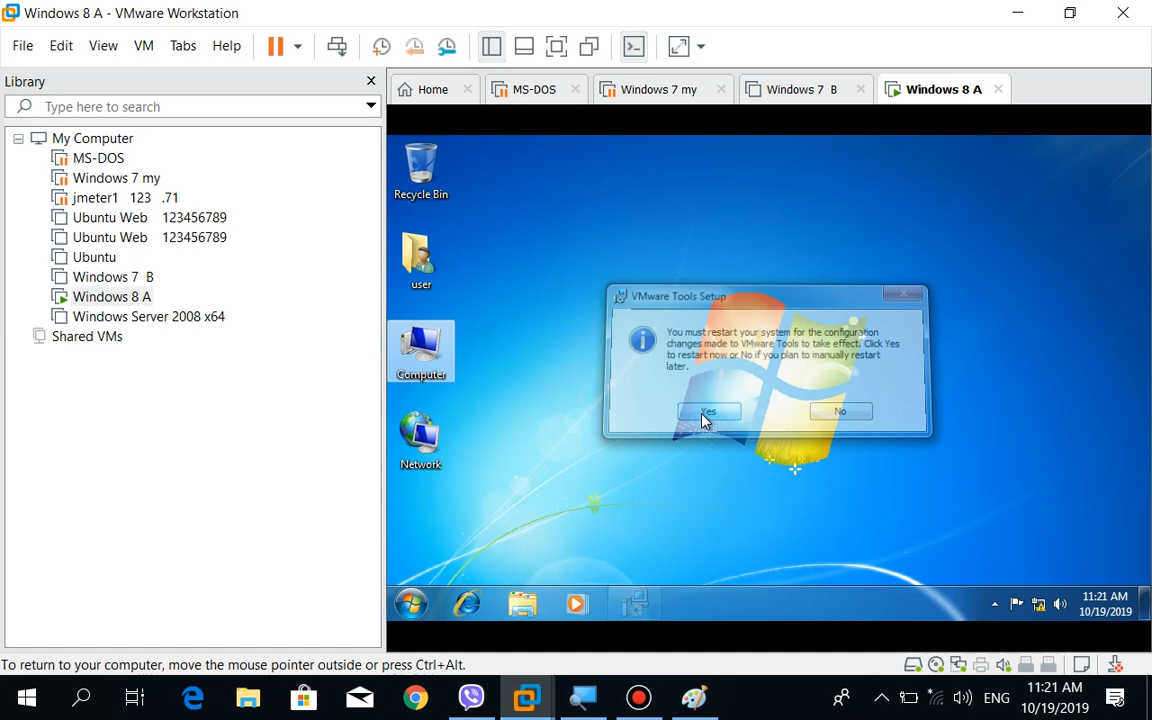 Windows 8 A - VMware Workstation
File Edit View VM Tabs Help
Library
Type here to search
My Computer
MS-DOS
Windows 7 my
jmeter1 123 .71
Ubuntu Web 123456789
Ubuntu Web 123456789
Ubuntu
Windows 7 B
Windows 8 A
Windows Server 2008 x64
Shared VMs
Home MS-DOS Windows 7 my Windows 7 B Windows 8 A
Recycle Bin
user
Computer
Network
VMware Tools Setup
You must restart your system for the configuration
changes made to VMware Tools to take effect. Click Yes
to restart now or No if you plan to manually restart
later.
Yes No
11:21 AM
10/19/2019
To return to your computer, move the mouse pointer outside or press Ctrl+Alt.
ENG
11:21 AM
10/19/2019